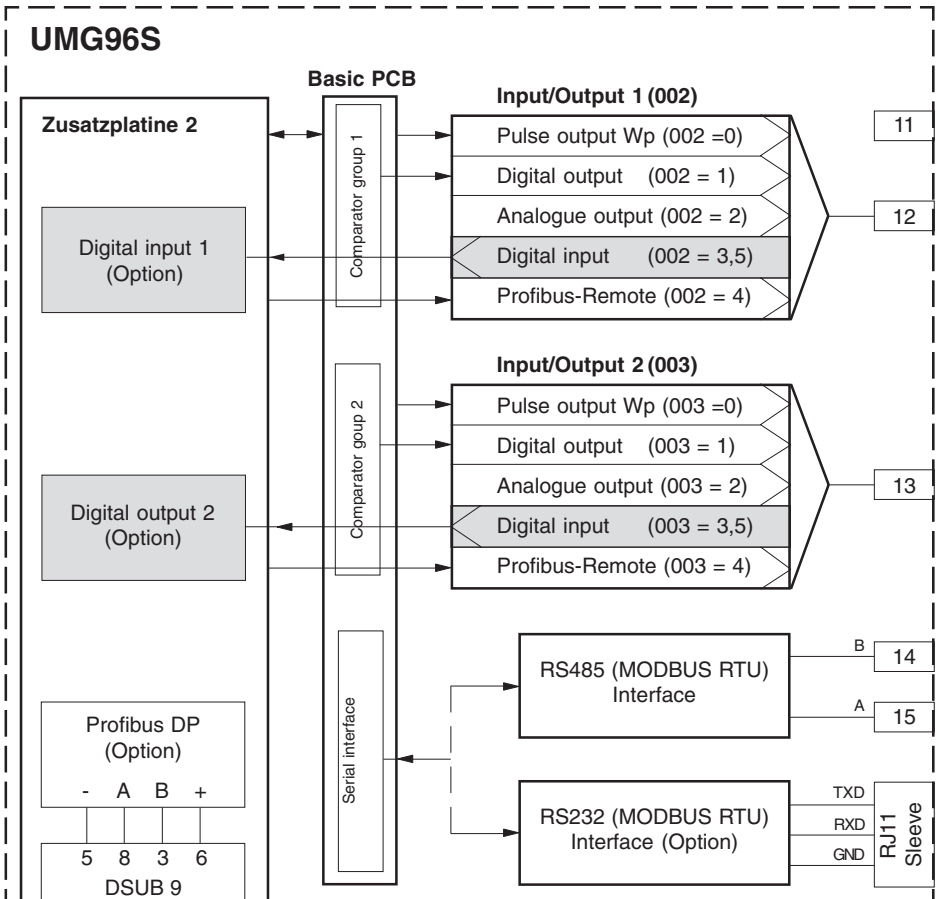 UMG96S
Basic PCB
Zusatzplatine 2
Digital input 1
(Option)
Digital output 2
(Option)
Profibus DP
(Option)
- A B +
5 8 3 6
DSUB 9
Comparator group 1
Comparator goup 2
Serial interface
Input/Output 1 (002)
Pulse output Wp (002 =0)
Digital output (002 = 1)
Analogue output (002 = 2)
Digital input (002 = 3,5)
Profibus-Remote (002 = 4)
11
12
Input/Output 2 (003)
Pulse output Wp (003 =0)
Digital output (003 = 1)
Analogue output (003 = 2)
Digital input (003 = 3,5)
Profibus-Remote (003 = 4)
13
RS485 (MODBUS RTU)
Interface
B
14
A
15
RS232 (MODBUS RTU)
Interface (Option)
TXD
RXD
GND
RJ11
Sleeve